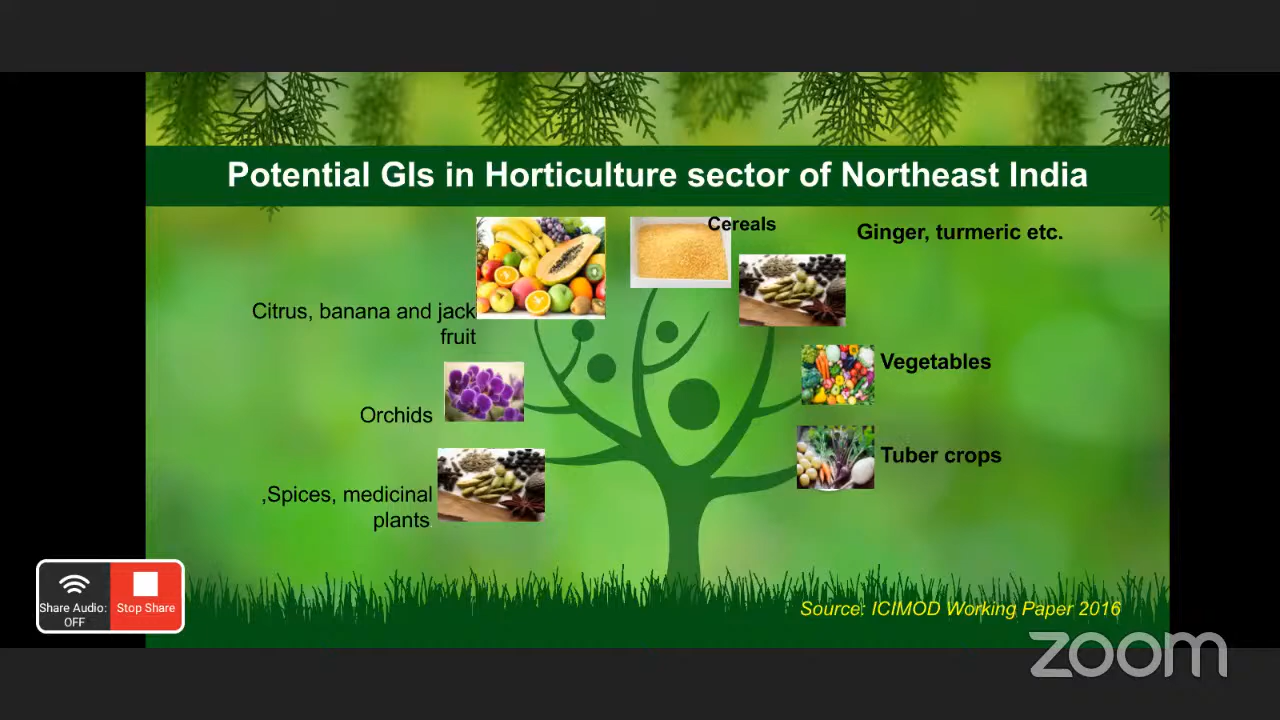 Potential GIs in Horticulture sector of Northeast India
Cereals
Ginger, turmeric etc.
Citrus, banana and jack
fruit
Vegetables
Orchids
Tuber crops
,Spices, medicinal
plants
Share Audio:
OFF
Stop Share
Source: ICIMOD Working Paper 2016
zoom